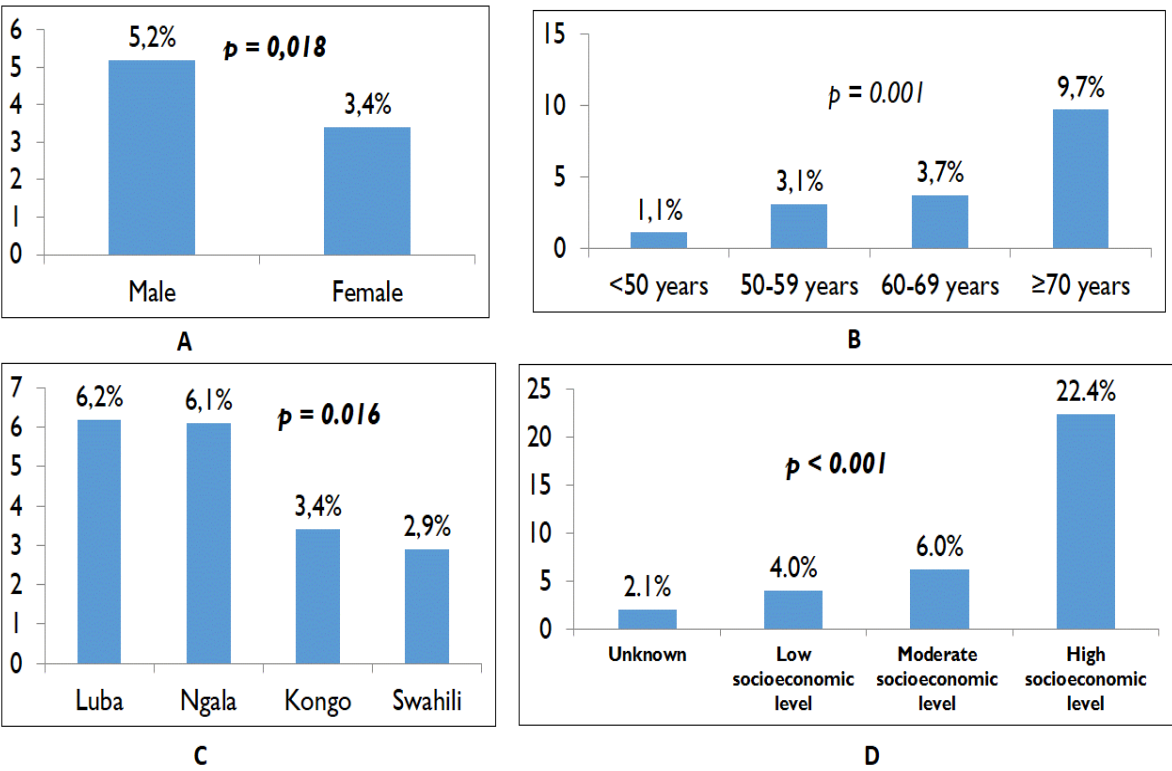 6
5
4
3
2
1
0
5,2%
p = 0,018
3,4%
Male Female
A
15
10
5
0
p = 0.001
1,1%
3,1%
3,7%
9,7%
<50 years 50-59 years 60-69 years ≥70 years
B
7
6
5
4
3
2
1
0
6,2%
6,1%
p = 0.016
3,4%
2,9%
Luba Ngala Kongo Swahili
C
25
20
15
10
5
0
22.4%
p < 0.001
2.1%
4.0%
6.0%
Unknown
Low
socioeconomic
level
Moderate
socioeconomic
level
High
socioeconomic
level
D